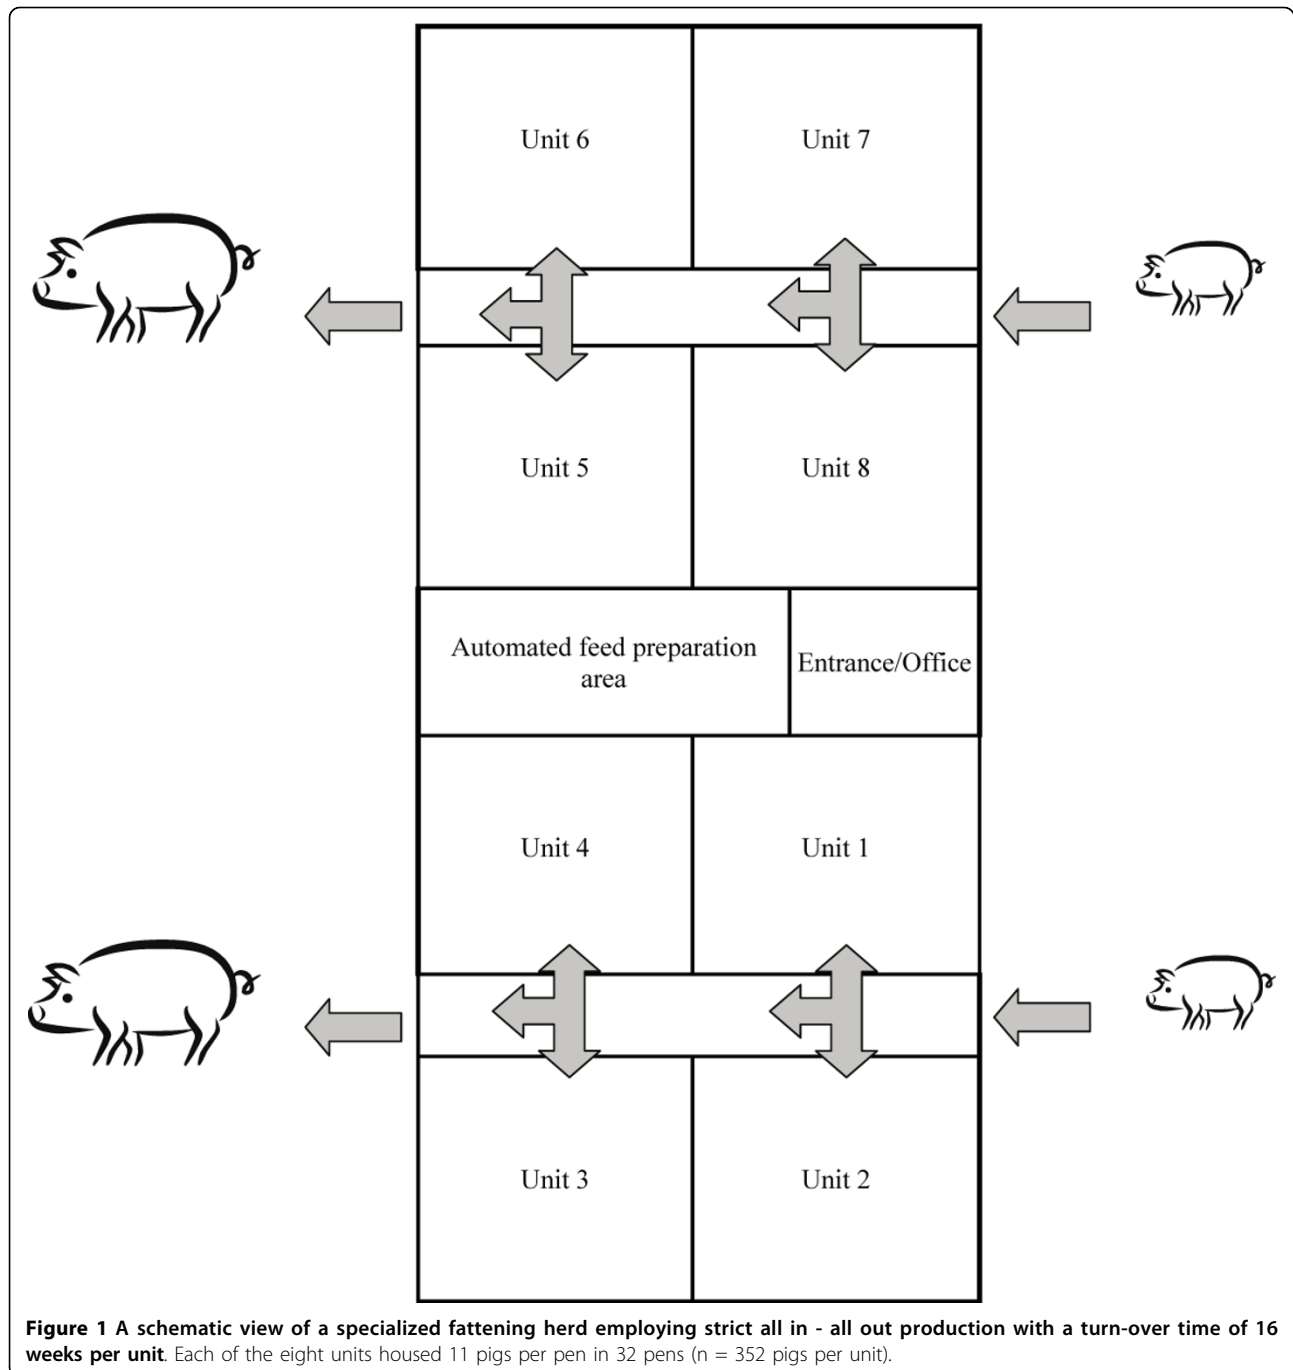 Unit 6
Unit 7
Unit 5
Unit 8
Automated feed preparation
area
Entrance/Office
Unit 4
Unit 1
Unit 3
Unit 2
Figure 1 A schematic view of a specialized fattening herd employing strict all in - all out production with a turn-over time of 16
weeks per unit. Each of the eight units housed 11 pigs per pen in 32 pens (n = 352 pigs per unit).